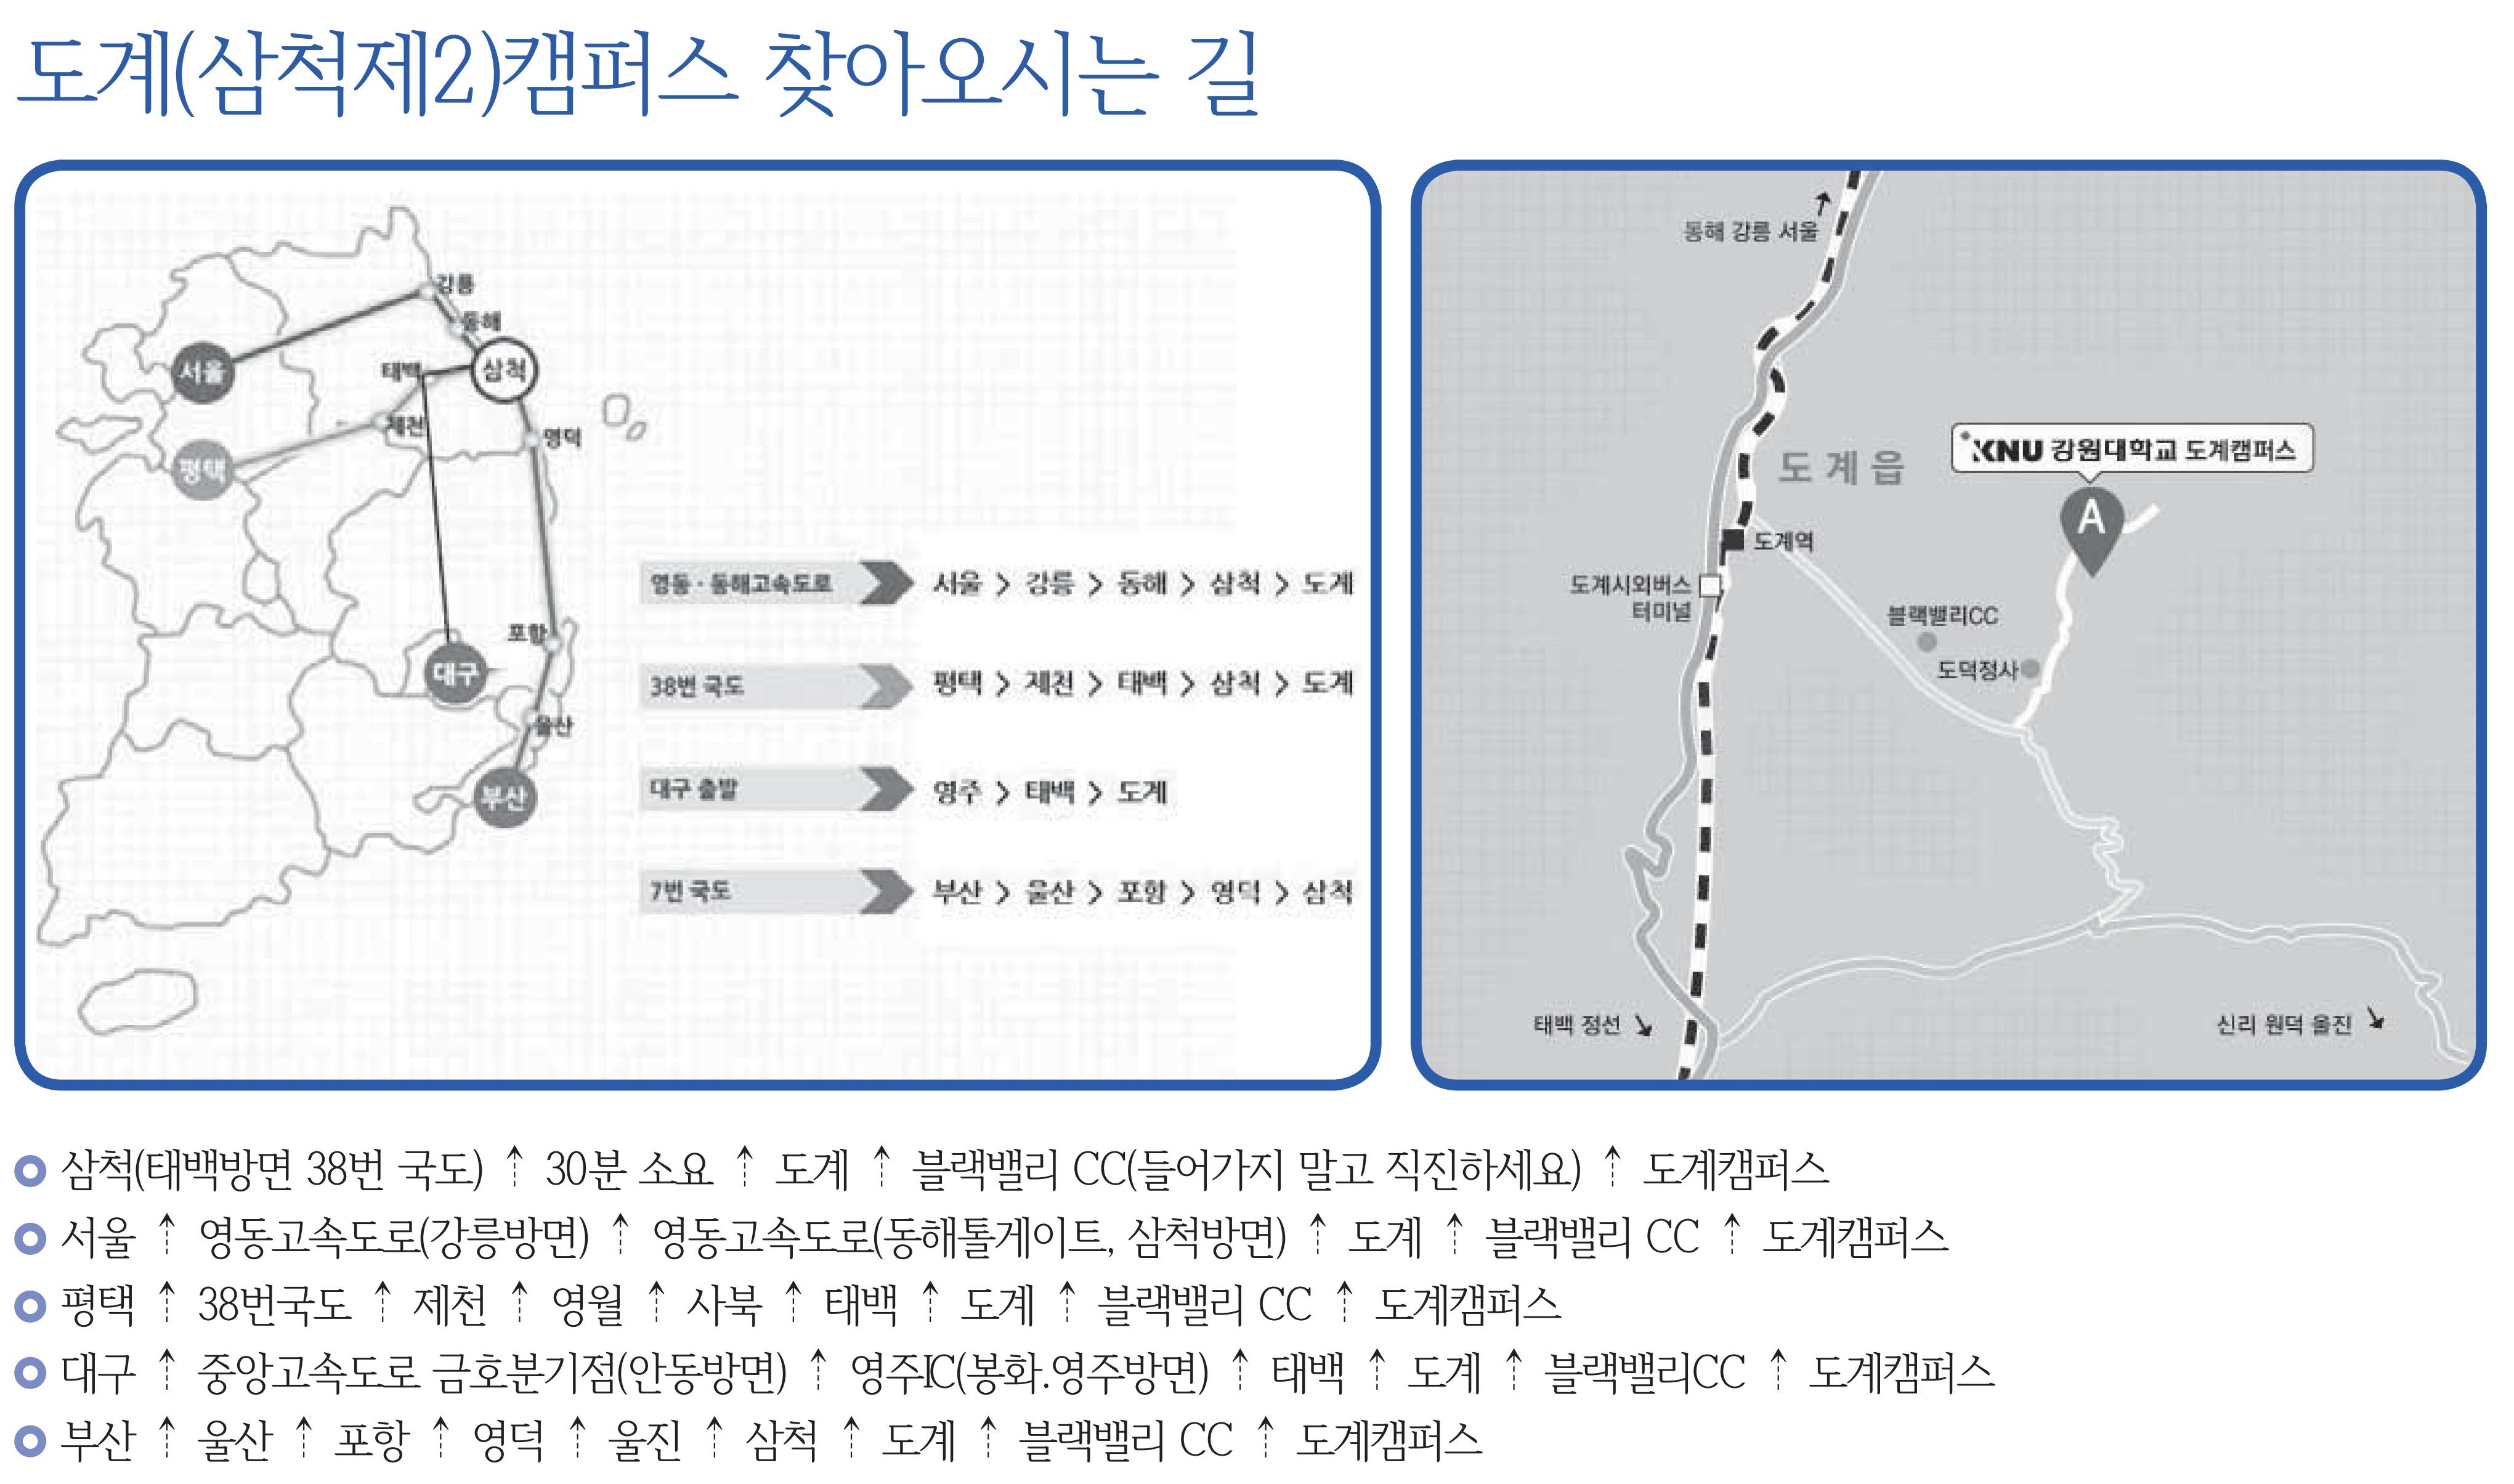 도계(삼척제2)캠퍼스 찾아오시는 길
강릉
동해
서울
태백
삼척
제천
영덕
평택
포항
대구
울산
부산
영동·동해고속도로 서울 > 강릉 > 동해 > 삼척 > 도계
38번 국도 평택 > 제천 > 태백 > 삼척 > 도계
대구 출발 영주 > 태백 > 도계
7번 국도 부산 > 울산 > 포항 > 영덕 > 삼척
동해 강릉 서울
KNU 강원대학교 도계캠퍼스
도계읍
A
도계역
도계시외버스
터미널
블랙밸리CC
도덕정사
태백 정선
신리 원덕 울진
삼척(태백방면 38번 국도) ⇡ 30분 소요 ⇡ 도계 ⇡ 블랙밸리 CC(들어가지 말고 직진하세요) ⇡ 도계캠퍼스
서울 ⇡ 영동고속도로(강릉방면) ⇡ 영동고속도로(동해톨게이트, 삼척방면) ⇡ 도계 ⇡ 블랙밸리 CC ⇡ 도계캠퍼스
평택 ⇡ 38번국도 ⇡ 제천 ⇡ 영월 ⇡ 사북 ⇡ 태백 ⇡ 도계 ⇡ 블랙밸리 CC ⇡ 도계캠퍼스
대구 ⇡ 중앙고속도로 금호분기점(안동방면) ⇡ 영주IC(봉화.영주방면) ⇡ 태백 ⇡ 도계 ⇡ 블랙밸리CC ⇡ 도계캠퍼스
부산 ⇡ 울산 ⇡ 포항 ⇡ 영덕 ⇡ 울진 ⇡ 삼척 ⇡ 도계 ⇡ 블랙밸리 CC ⇡ 도계캠퍼스